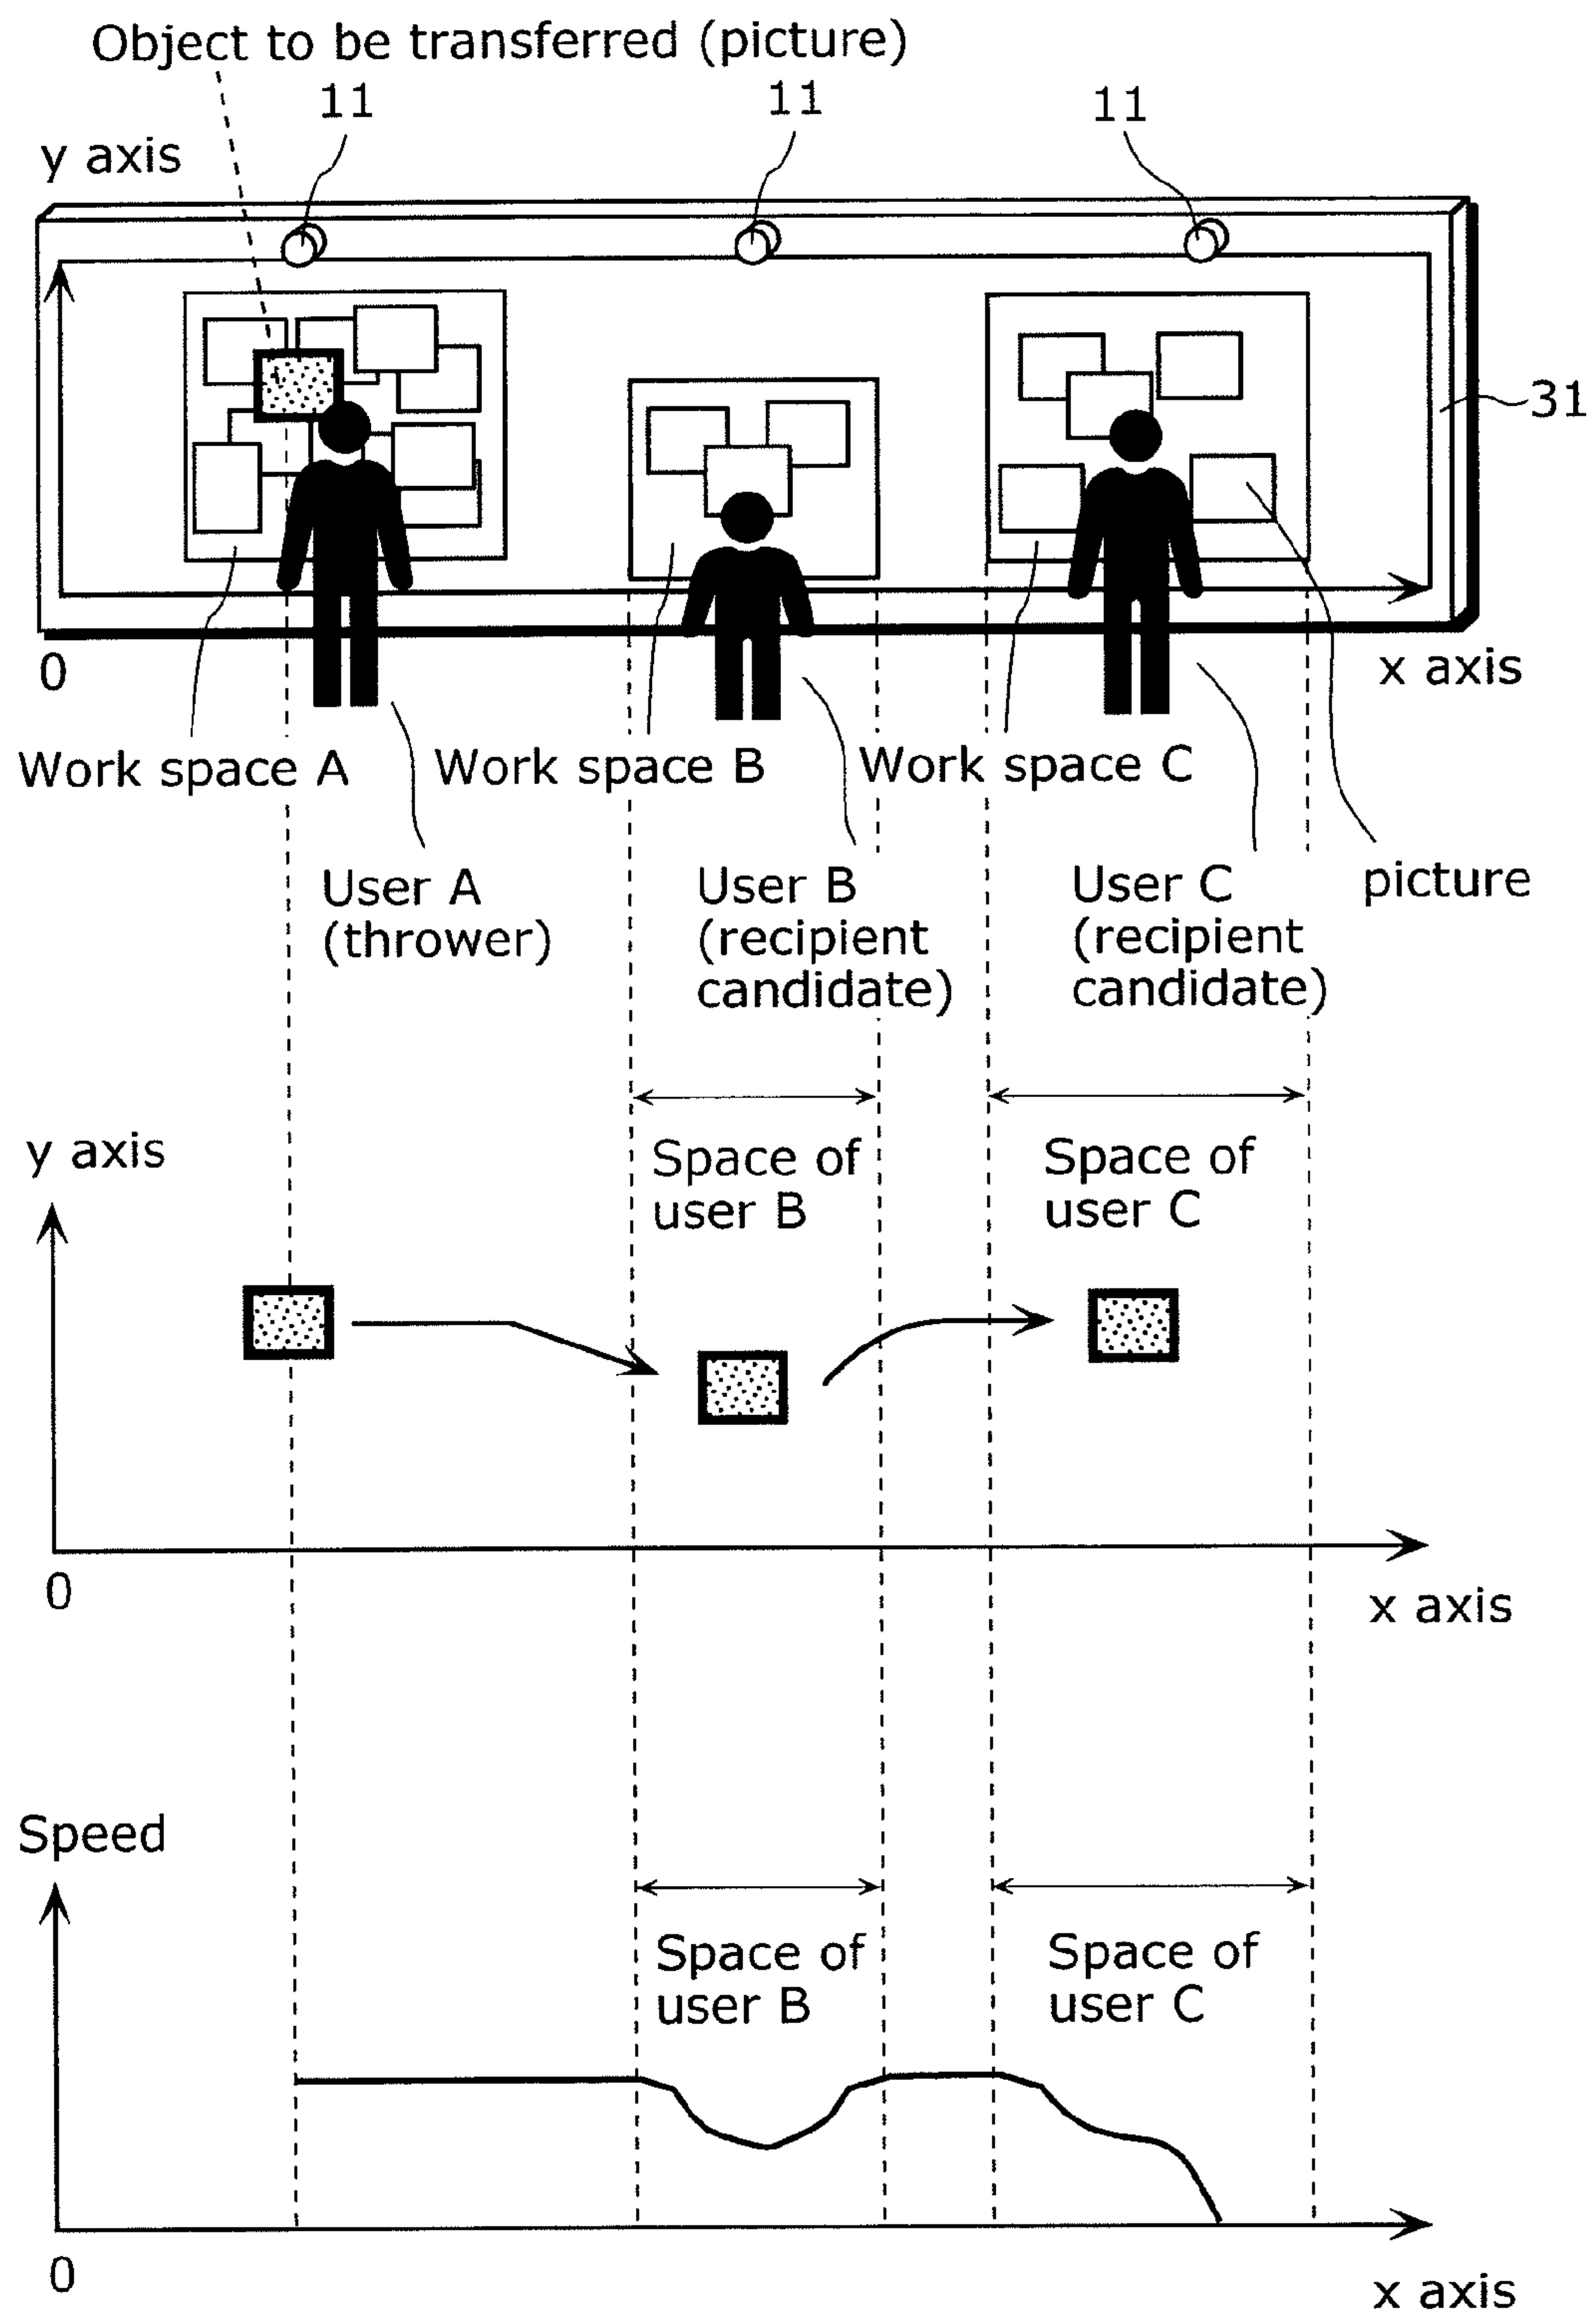 Object to be transferred (picture)
11
11
11
y axis
31
0
x axis
Work space A
Work space B
Work space C
User A
(thrower)
User B
(recipient
candidate)
User C
(recipient
candidate)
picture
y axis
Space of
user B
Space of
user C
0
x axis
Speed
Space of
user B
Space of
user C
0
x axis